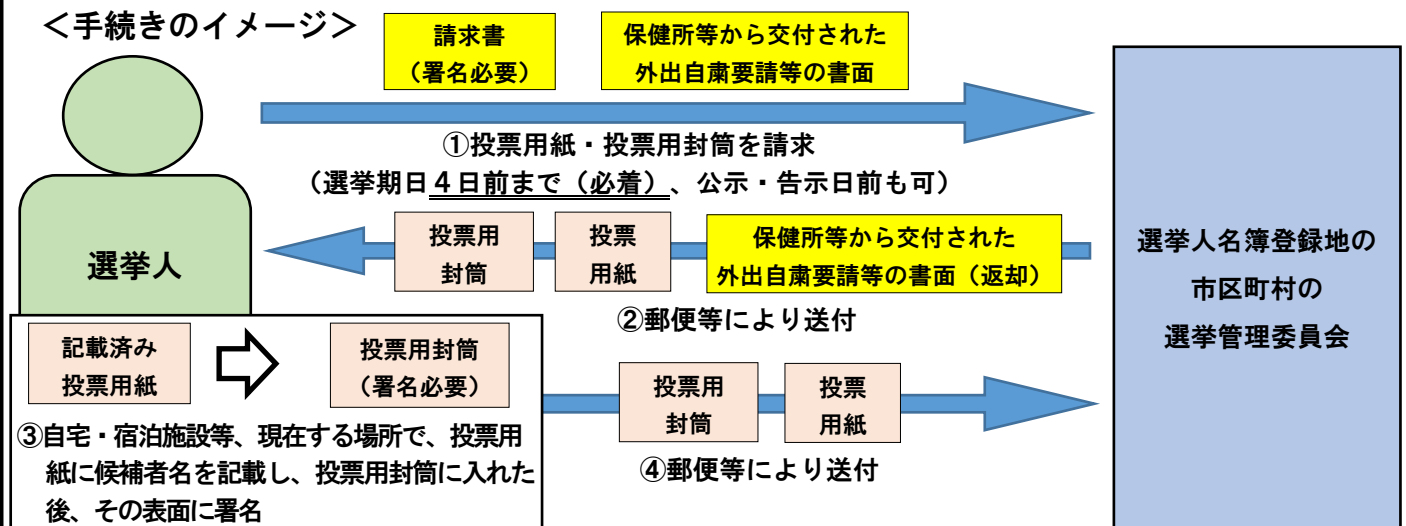 ＜手続きのイメージ＞
請求書
（署名必要）
保健所等から交付された
外出自粛要請等の書面
①投票用紙・投票用封筒を請求
（選挙期日４日前まで（必着）、公示・告示日前も可）
選挙人
投票用
封筒
投票
用紙
保健所等から交付された
外出自粛要請等の書面（返却）
②郵便等により送付
選挙人名簿登録地の
市区町村の
選挙管理委員会
記載済み
投票用紙
投票用封筒
（署名必要）
③自宅・宿泊施設等、現在する場所で、投票用
紙に候補者名を記載し、投票用封筒に入れた
後、その表面に署名
投票用
封筒
投票
用紙
④郵便等により送付